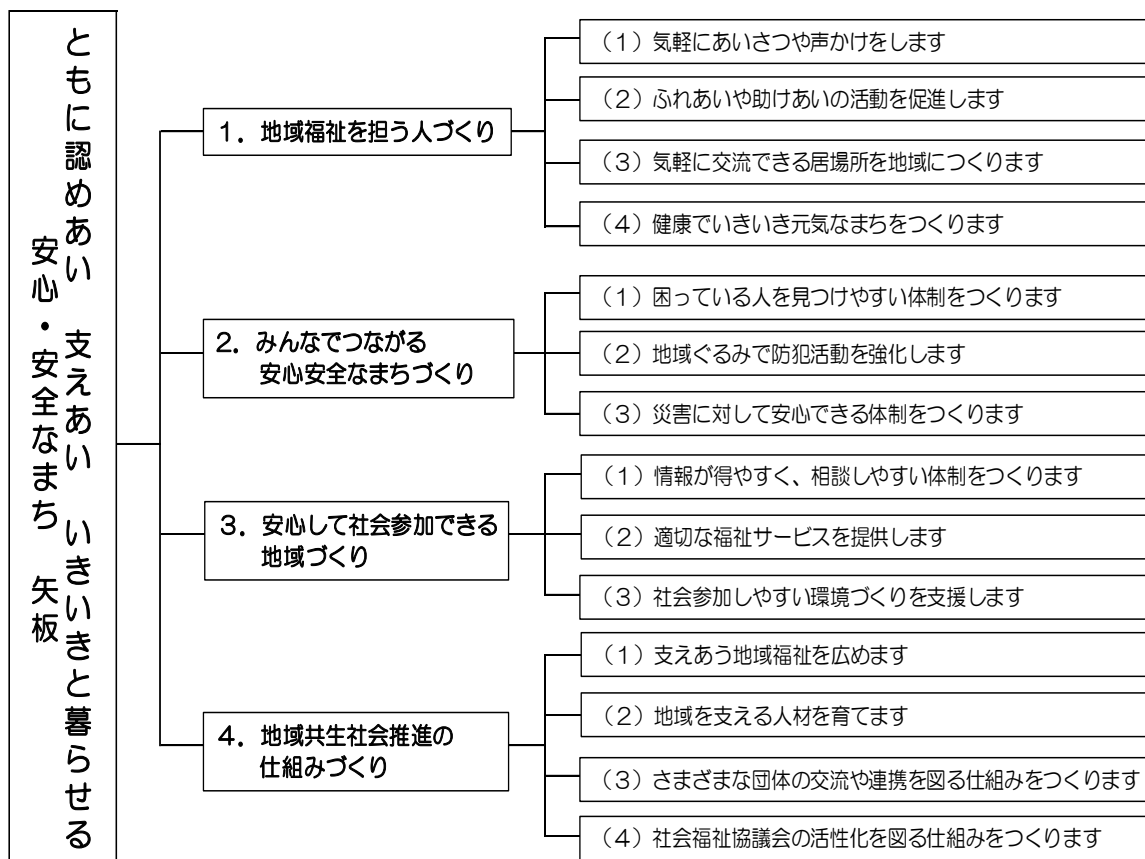 ともに認めあい　支えあい　いきいきと暮らせる
安心・安全なまち　矢板
１．地域福祉を担う人づくり
（１）気軽にあいさつや声かけをします
（２）ふれあいや助けあいの活動を促進します
（３）気軽に交流できる居場所を地域につくります
（４）健康でいきいき元気なまちをつくります
２．みんなでつながる
安心安全なまちづくり
（１）困っている人を見つけやすい体制をつくります
（２）地域ぐるみで防犯活動を強化します
（３）災害に対して安心できる体制をつくります
３．安心して社会参加できる
地域づくり
（１）情報が得やすく、相談しやすい体制をつくります
（２）適切な福祉サービスを提供します
（３）社会参加しやすい環境づくりを支援します
４．地域共生社会推進の
仕組みづくり
（１）支えあう地域福祉を広めます
（２）地域を支える人材を育てます
（３）さまざまな団体の交流や連携を図る仕組みをつくります
（４）社会福祉協議会の活性化を図る仕組みをつくります